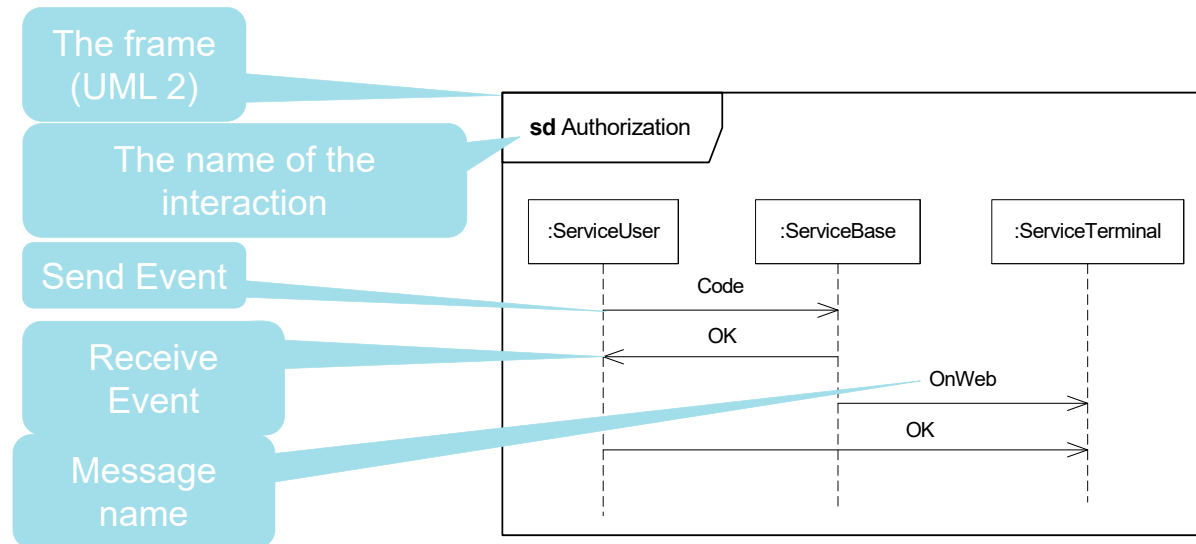 The frame
(UML 2)
sd Authorization
The name of the
interaction
:ServiceUser
:ServiceBase
:ServiceTerminal
Send Event
Code
Receive
Event
OK
OnWeb
OK
Message
name